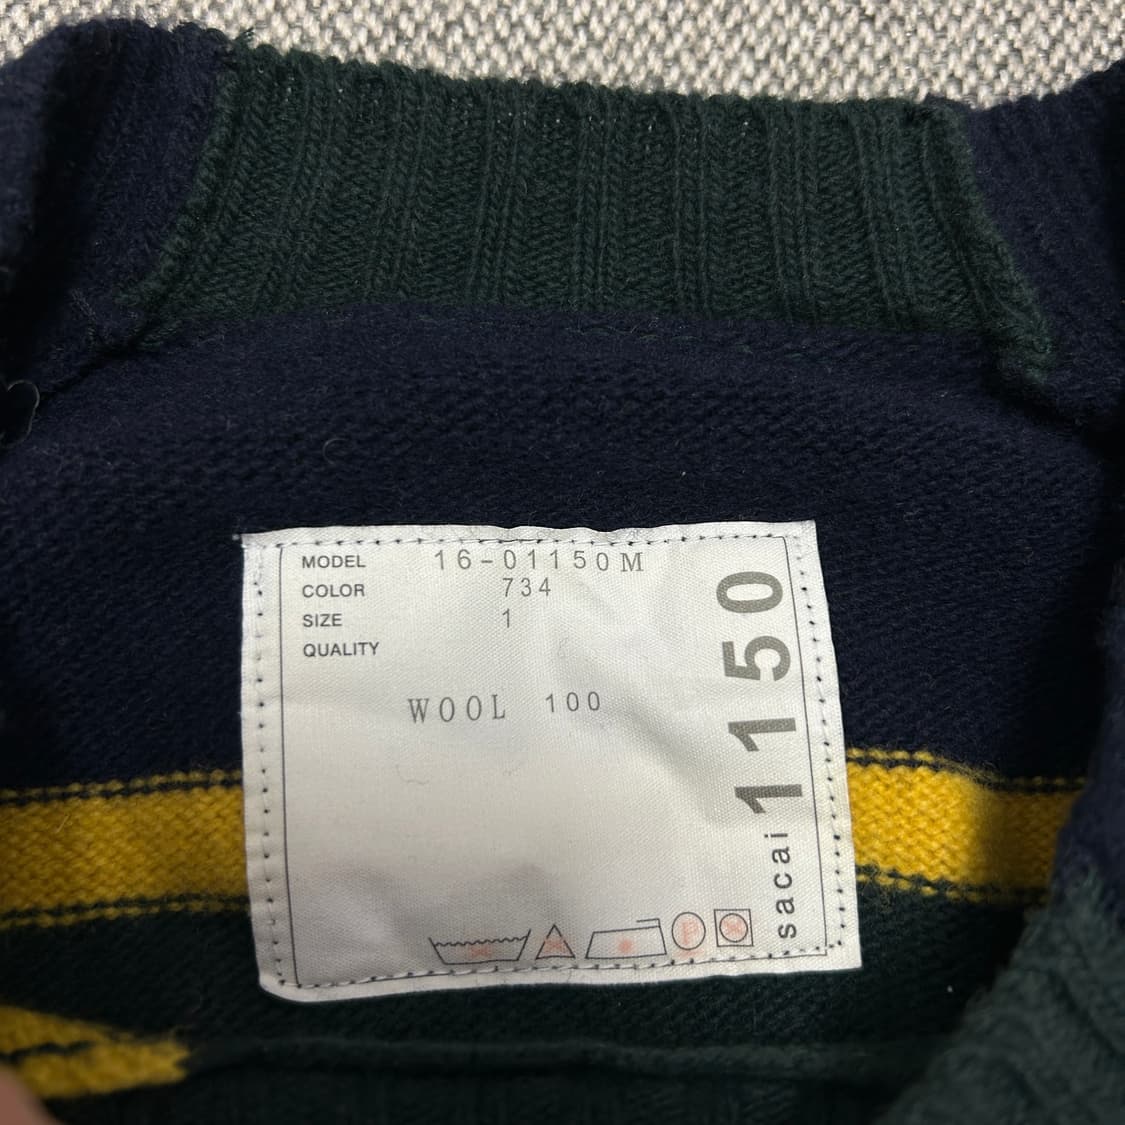 MODEL 16-01150M
COLOR 734
SIZE 1
QUALITY
WOOL 100
sacai 1150
P